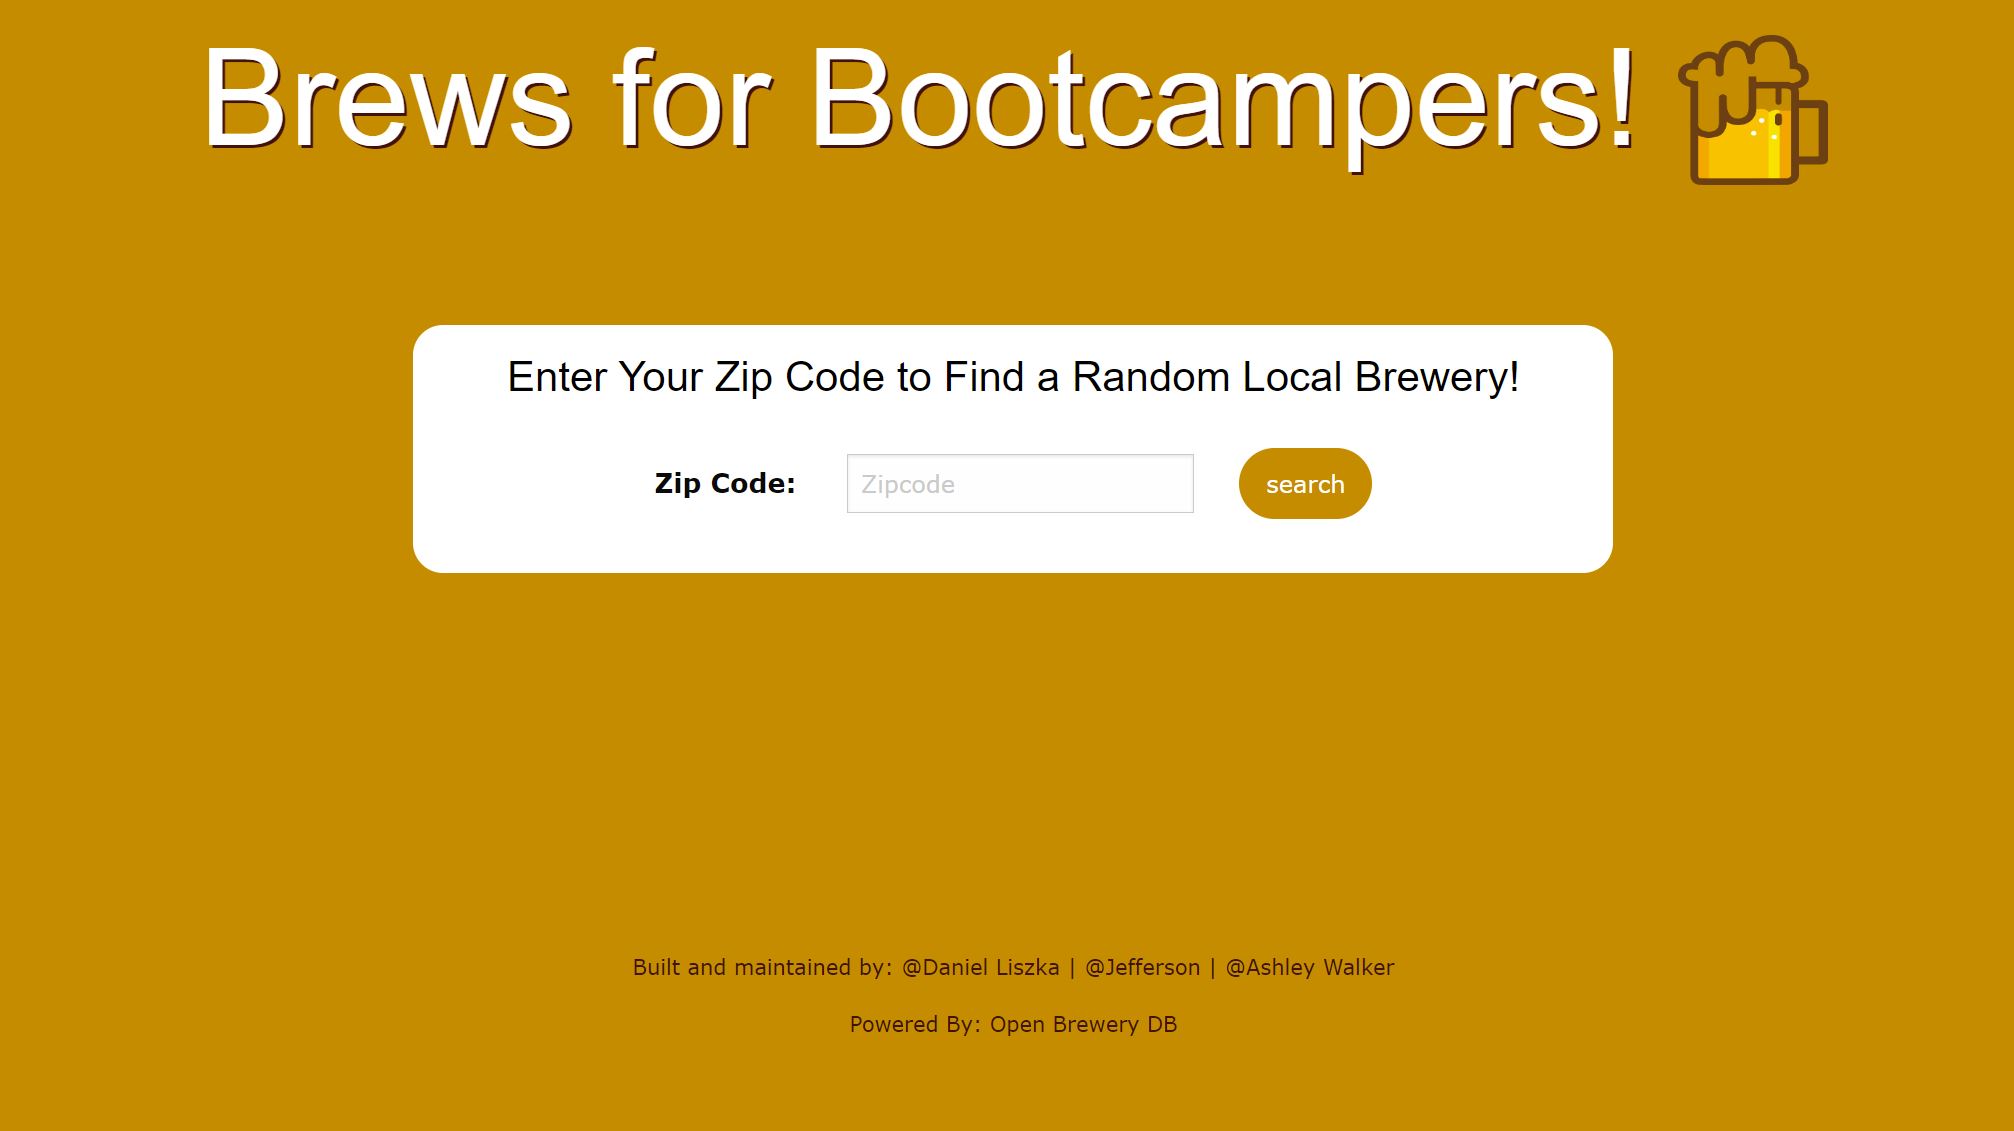 Brews for Bootcampers!
Enter Your Zip Code to Find a Random Local Brewery!
Zip Code: Zipcode search
Built and maintained by: @Daniel Liszka | @Jefferson | @Ashley Walker
Powered By: Open Brewery DB